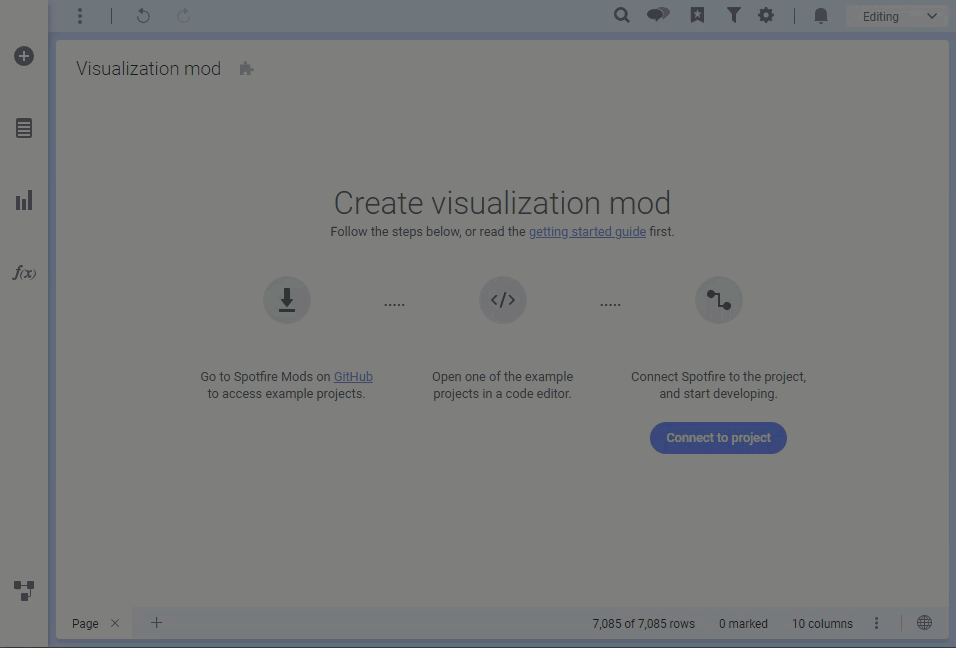 Editing
Visualization mod
f(x)
Create visualization mod
Follow the steps below, or read the getting started guide first.
</>
Go to Spotfire Mods on GitHub
to access example projects.
Open one of the example
projects in a code editor.
Connect Spotfire to the project,
and start developing.
Connect to project
Page
7,085 of 7,085 rows
0 marked
10 columns